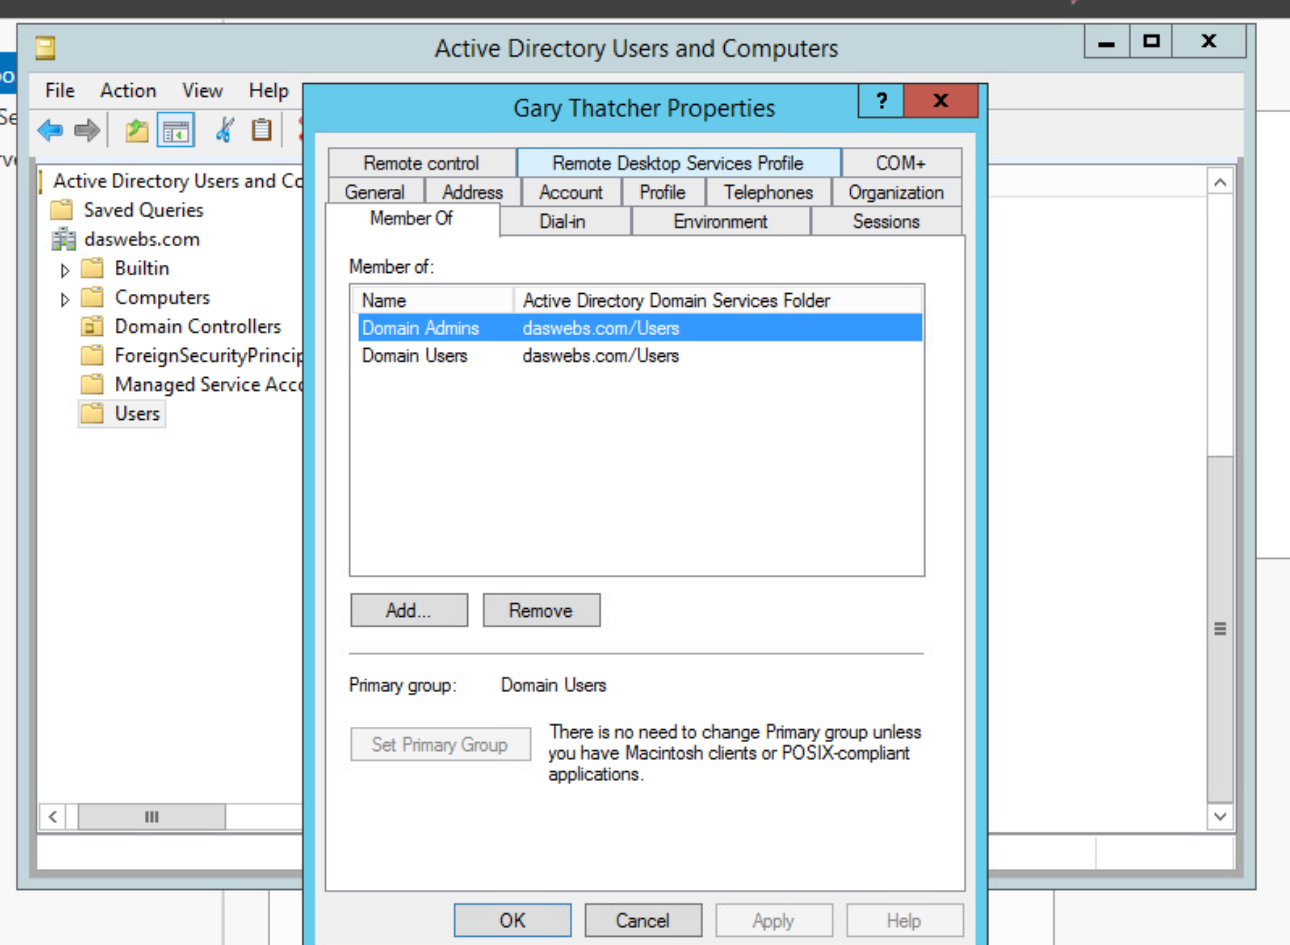 Active Directory Users and Computers
File Action View Help
Gary Thatcher Properties
?
Remote control Remote Desktop Services Profile COM+
General Address Account Profile Telephones Organization
Member Of Dial-in Environment Sessions
Active Directory Users and Co
Saved Queries
daswebs.com
Builtin
Computers
Domain Controllers
ForeignSecurityPrincip
Managed Service Acco
Users
Member of:
Name Active Directory Domain Services Folder
Domain Admins daswebs.com/Users
Domain Users daswebs.com/Users
Add... Remove
Primary group: Domain Users
Set Primary Group
There is no need to change Primary group unless
you have Macintosh clients or POSIX-compliant
applications.
OK Cancel Apply Help